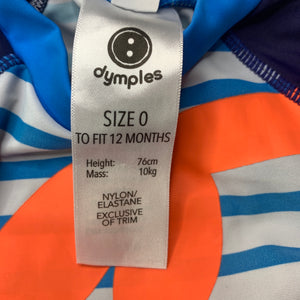 dymples
SIZE 0
TO FIT 12 MONTHS
Height: 76cm
Mass: 10kg
NYLON/
ELASTANE
EXCLUSIVE
OF TRIM